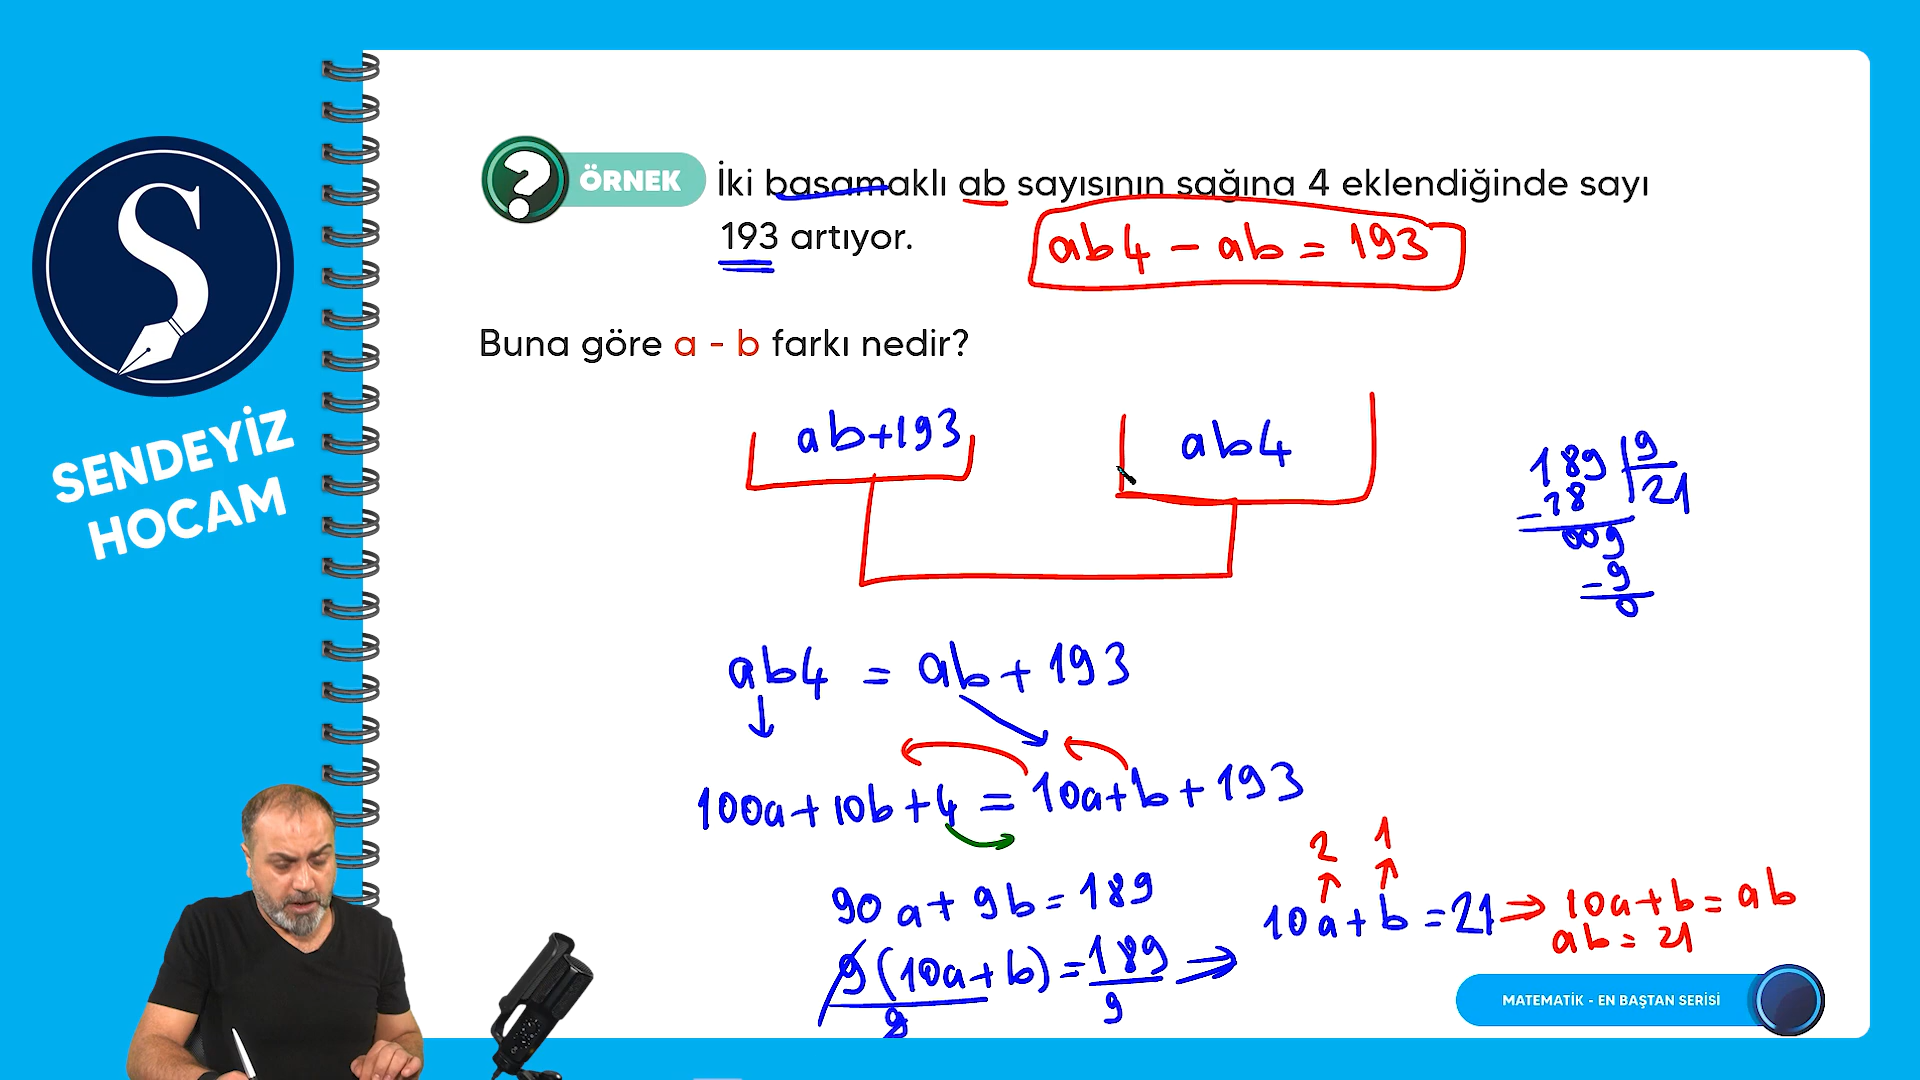 SENDEYİZ
HOCAM
ÖRNEK
İki basamaklı ab sayısının sağına 4 eklendiğinde sayı
193 artıyor.
ab4 - ab = 193
Buna göre a - b farkı nedir?
ab+193
ab4
189 | 9
21
-18
009
-9
0
ab4 = ab + 193
100a + 10b + 4 = 10a + b + 193
2 1
90a + 9b = 189
10a + b = 21 → 10a + b = ab
ab = 21
9(10a + b) = 189 →
9 9
MATEMATİK - EN BAŞTAN SERİSİ